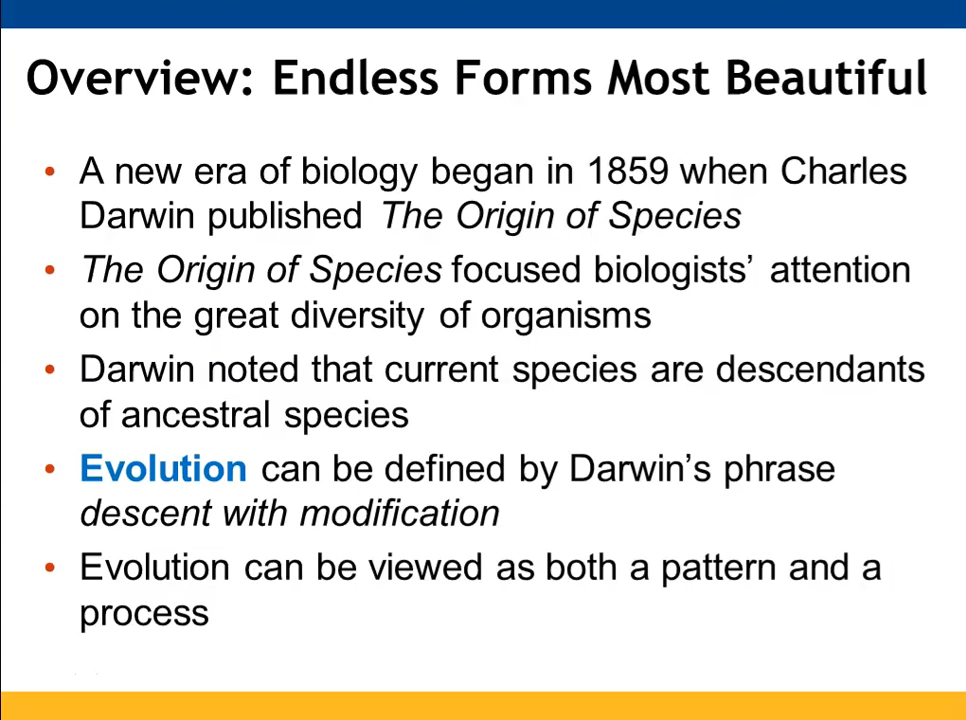 Overview: Endless Forms Most Beautiful
• A new era of biology began in 1859 when Charles
Darwin published The Origin of Species
• The Origin of Species focused biologists’ attention
on the great diversity of organisms
• Darwin noted that current species are descendants
of ancestral species
• Evolution can be defined by Darwin’s phrase
descent with modification
• Evolution can be viewed as both a pattern and a
process